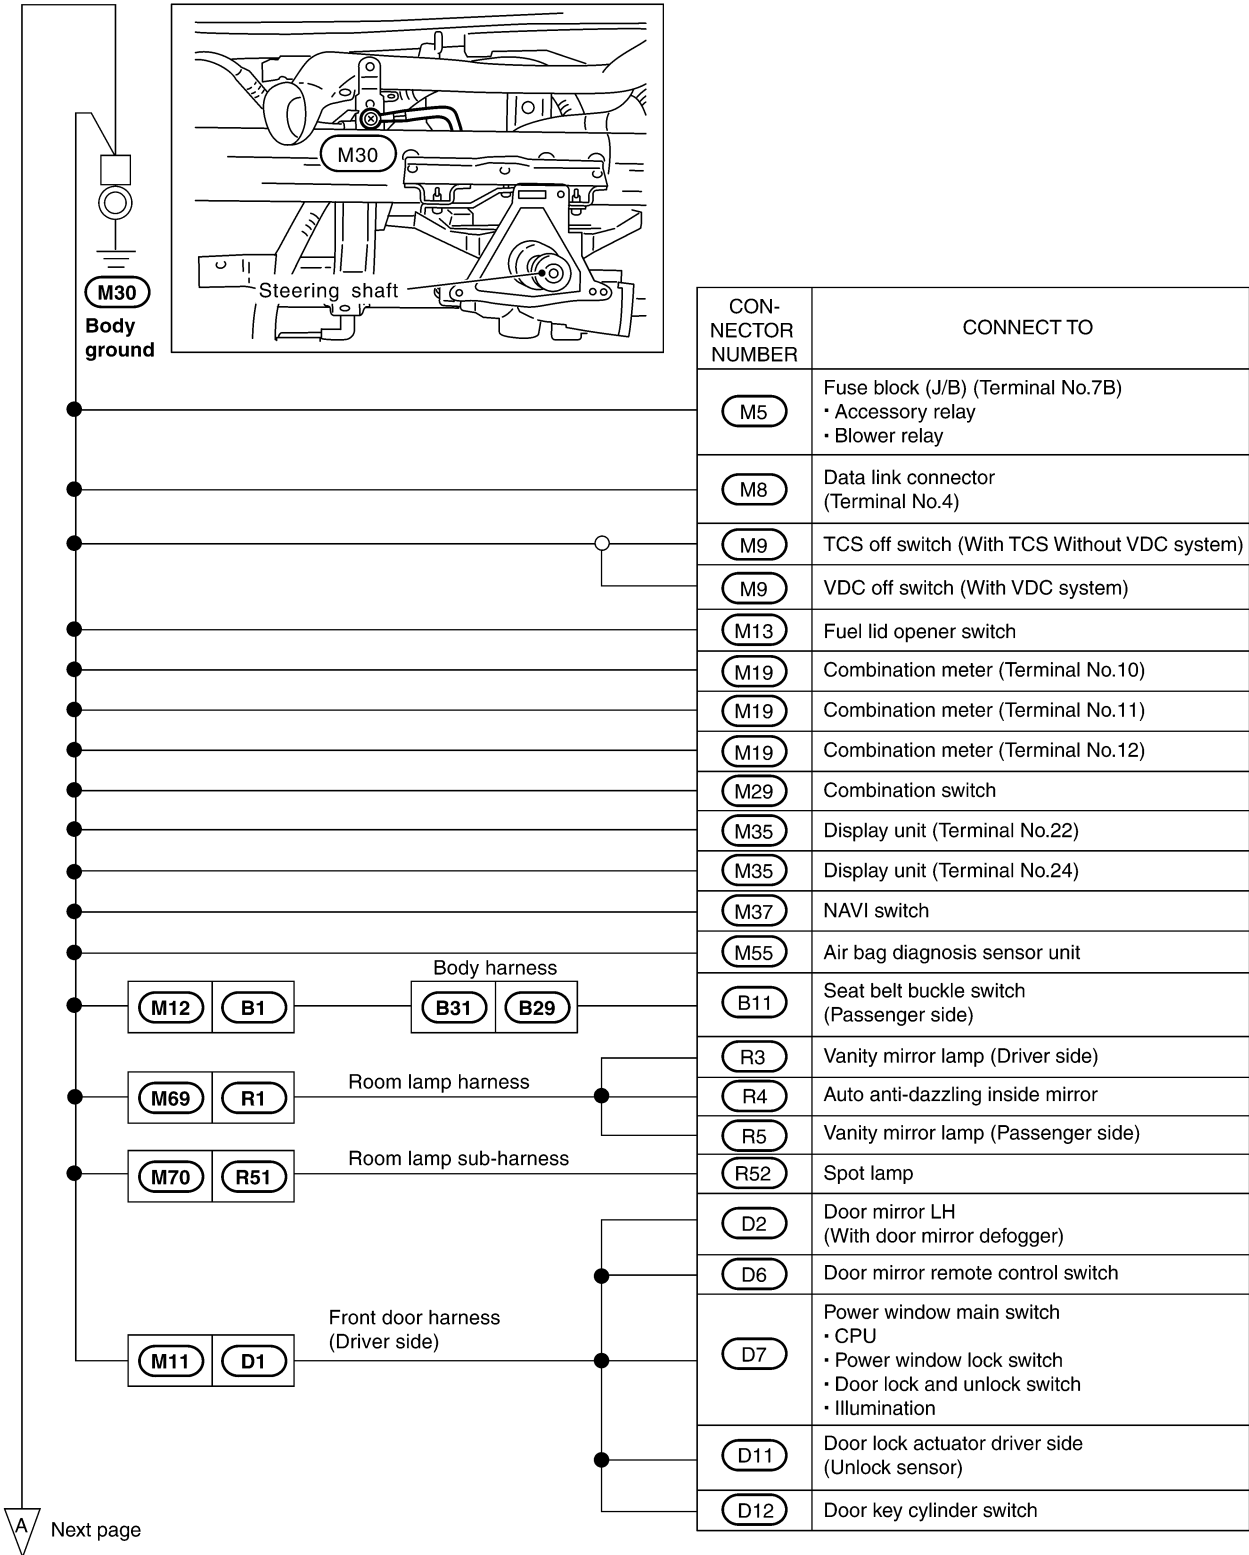 M30
Steering shaft
M30
Body
ground
CON-
NECTOR
NUMBER
CONNECT TO
M5
Fuse block (J/B) (Terminal No.7B)
· Accessory relay
· Blower relay
M8
Data link connector
(Terminal No.4)
M9
TCS off switch (With TCS Without VDC system)
M9
VDC off switch (With VDC system)
M13
Fuel lid opener switch
M19
Combination meter (Terminal No.10)
M19
Combination meter (Terminal No.11)
M19
Combination meter (Terminal No.12)
M29
Combination switch
M35
Display unit (Terminal No.22)
M35
Display unit (Terminal No.24)
M37
NAVI switch
M55
Air bag diagnosis sensor unit
Body harness
M12
B1
B31
B29
B11
Seat belt buckle switch
(Passenger side)
R3
Vanity mirror lamp (Driver side)
Room lamp harness
M69
R1
R4
Auto anti-dazzling inside mirror
R5
Vanity mirror lamp (Passenger side)
Room lamp sub-harness
M70
R51
R52
Spot lamp
D2
Door mirror LH
(With door mirror defogger)
D6
Door mirror remote control switch
Front door harness
(Driver side)
M11
D1
D7
Power window main switch
· CPU
· Power window lock switch
· Door lock and unlock switch
· Illumination
D11
Door lock actuator driver side
(Unlock sensor)
D12
Door key cylinder switch
A
Next page